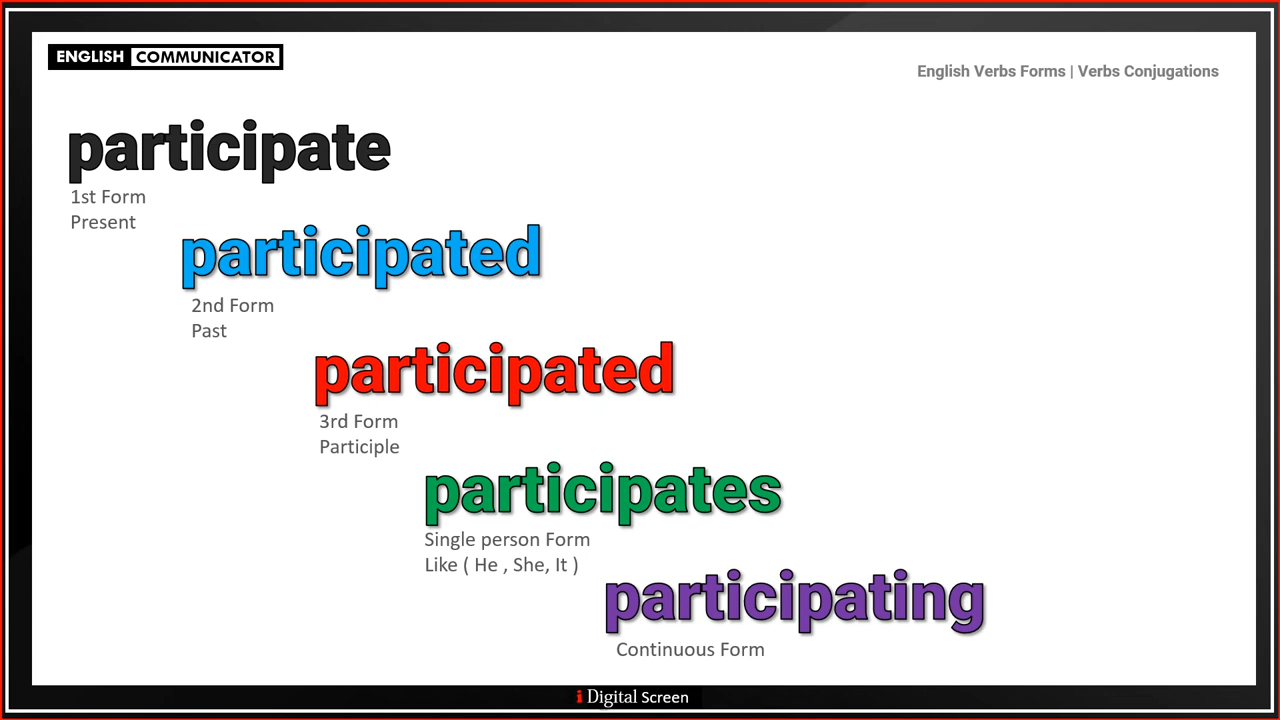 ENGLISH COMMUNICATOR
English Verbs Forms | Verbs Conjugations
participate
1st Form
Present
participated
2nd Form
Past
participated
3rd Form
Participle
participates
Single person Form
Like ( He , She, It )
participating
Continuous Form
i Digital Screen